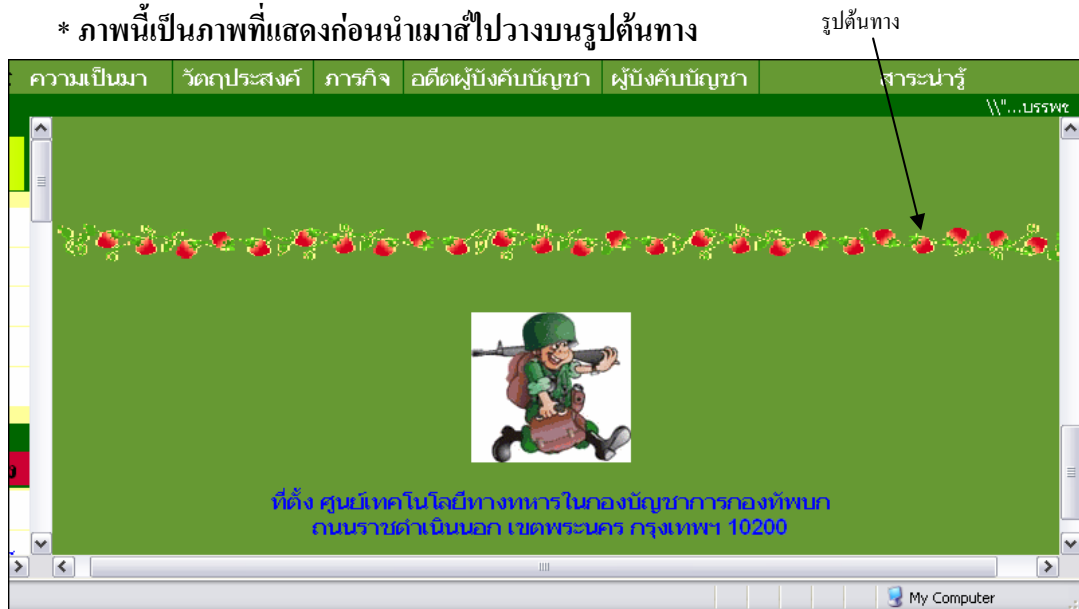 * ภาพนี้เป็นภาพที่แสดงก่อนนำเมาส์ไปวางบนรูปต้นทาง
รูปต้นทาง
ความเป็นมา วัตถุประสงค์ ภารกิจ อดีตผู้บังคับบัญชา ผู้บังคับบัญชา สาระน่ารู้
\\"...บรรพช
ที่ตั้ง ศูนย์เทคโนโลยีทางทหารในกองบัญชาการกองทัพบก
ถนนราชดำเนินนอก เขตพระนคร กรุงเทพฯ 10200
My Computer